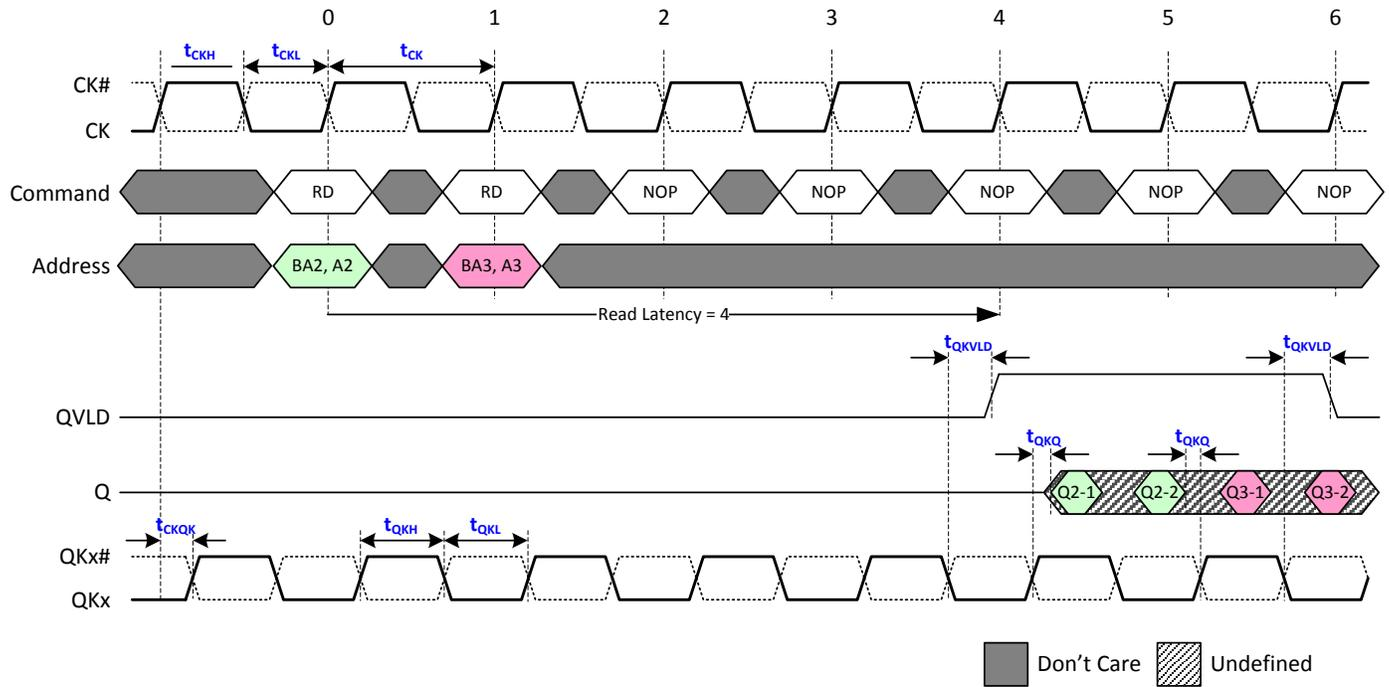 0 1 2 3 4 5 6
tCKH tCKL tCK
CK#
CK
Command RD RD NOP NOP NOP NOP NOP
Address BA2, A2 BA3, A3
Read Latency = 4
tQKVLD tQKVLD
QVLD
tQKQ tQKQ
Q Q2-1 Q2-2 Q3-1 Q3-2
tCKQK tQKH tQKL
QKx#
QKx
Don't Care Undefined